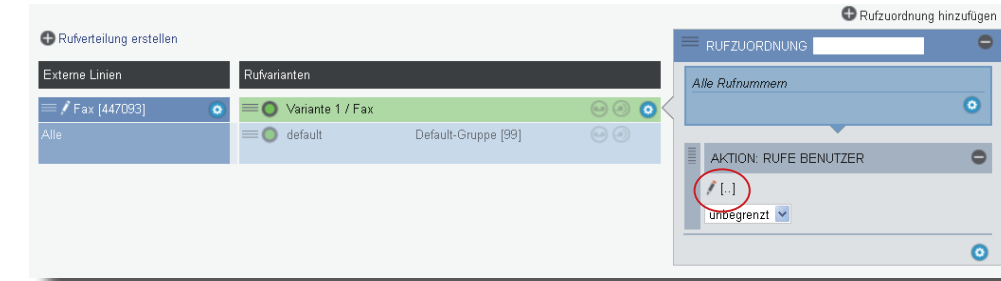 Rufzuordnung hinzufügen
Rufverteilung erstellen
RUFZUORDNUNG
Externe Linien
Rufvarianten
Alle Rufnummern
Fax [447093]
Variante 1 / Fax
Alle
default Default-Gruppe [99]
AKTION: RUFE BENUTZER
[..]
unbegrenzt